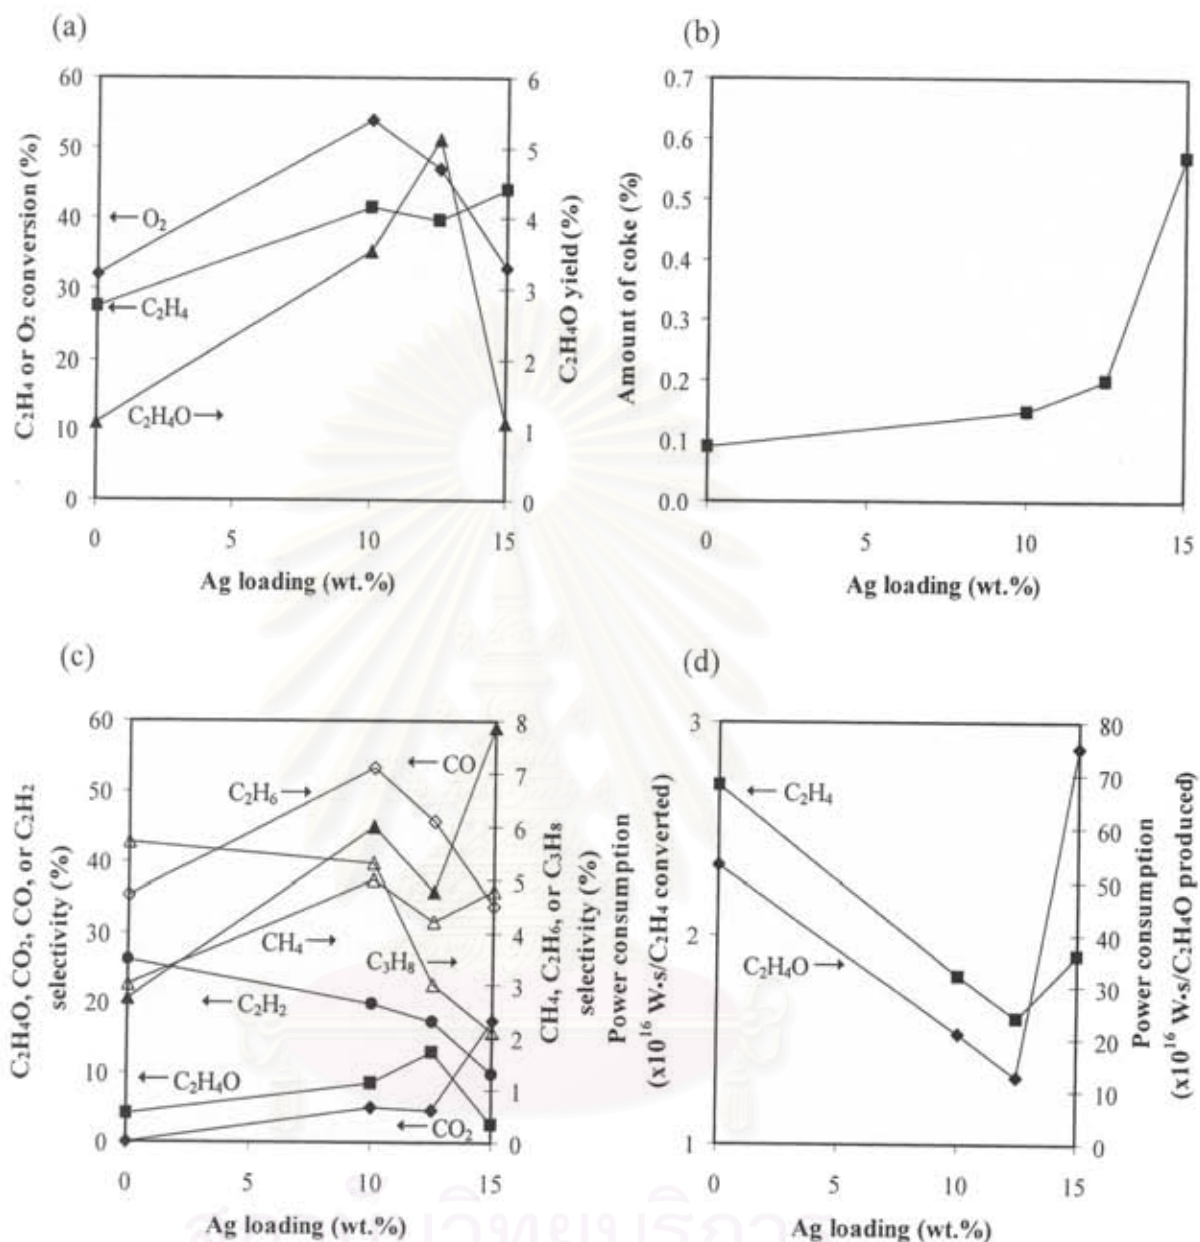 (a)
60
50
40
30
20
10
0
C₂H₄ or O₂ conversion (%)
←O₂
←C₂H₄
C₂H₄O→
6
5
4
3
2
1
0
C₂H₄O yield (%)
0 5 10 15
Ag loading (wt.%)
(b)
0.7
0.6
0.5
0.4
0.3
0.2
0.1
0.0
Amount of coke (%)
0 5 10 15
Ag loading (wt.%)
(c)
60
50
40
30
20
10
0
C₂H₄O, CO₂, CO, or C₂H₂
selectivity (%)
←CO
C₂H₆→
CH₄→
C₃H₈→
←C₂H₂
←C₂H₄O
←CO₂
8
7
6
5
4
3
2
1
0
CH₄, C₂H₆, or C₃H₈
selectivity (%)
0 5 10 15
Ag loading (wt.%)
(d)
3
2
1
Power consumption
(x10¹⁶ W·s/C₂H₄ converted)
←C₂H₄
C₂H₄O→
80
70
60
50
40
30
20
10
0
Power consumption
(x10¹⁶ W·s/C₂H₄O produced)
0 5 10 15
Ag loading (wt.%)